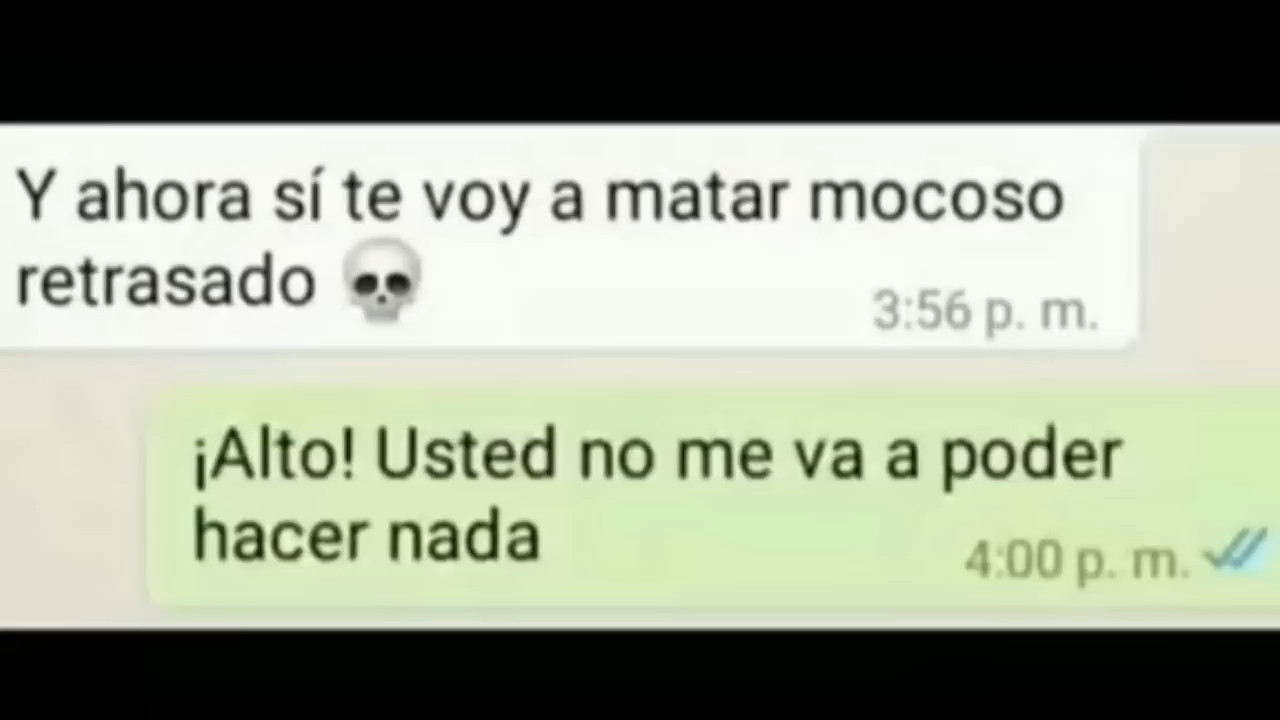 Y ahora sí te voy a matar mocoso
retrasado 💀
3:56 p. m.
¡Alto! Usted no me va a poder
hacer nada
4:00 p. m.